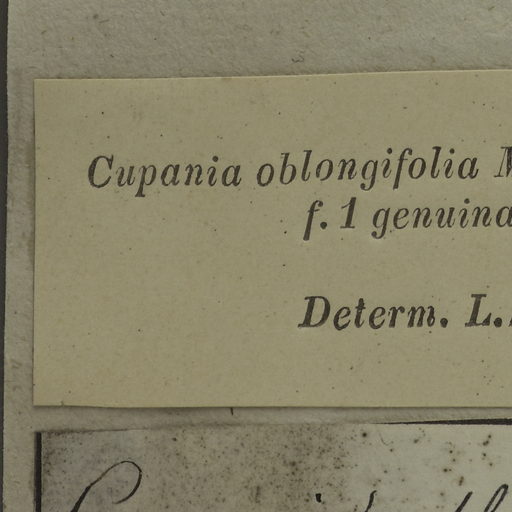 Cupania oblongifolia M
f. 1 genuina
Determ. L.